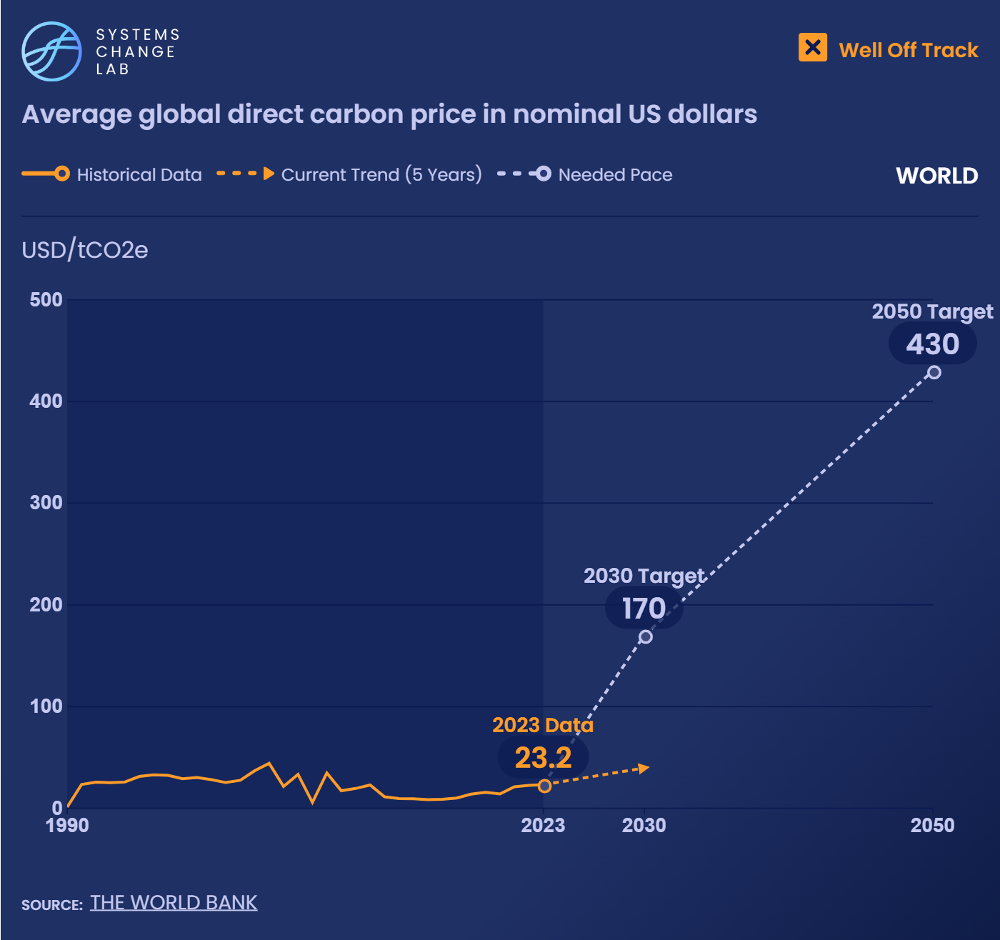 SYSTEMS
CHANGE
LAB
Well Off Track
Average global direct carbon price in nominal US dollars
Historical Data
Current Trend (5 Years)
Needed Pace
WORLD
USD/tCO2e
500
400
300
200
100
0
2050 Target
430
2030 Target
170
2023 Data
23.2
1990
2023
2030
2050
SOURCE: THE WORLD BANK